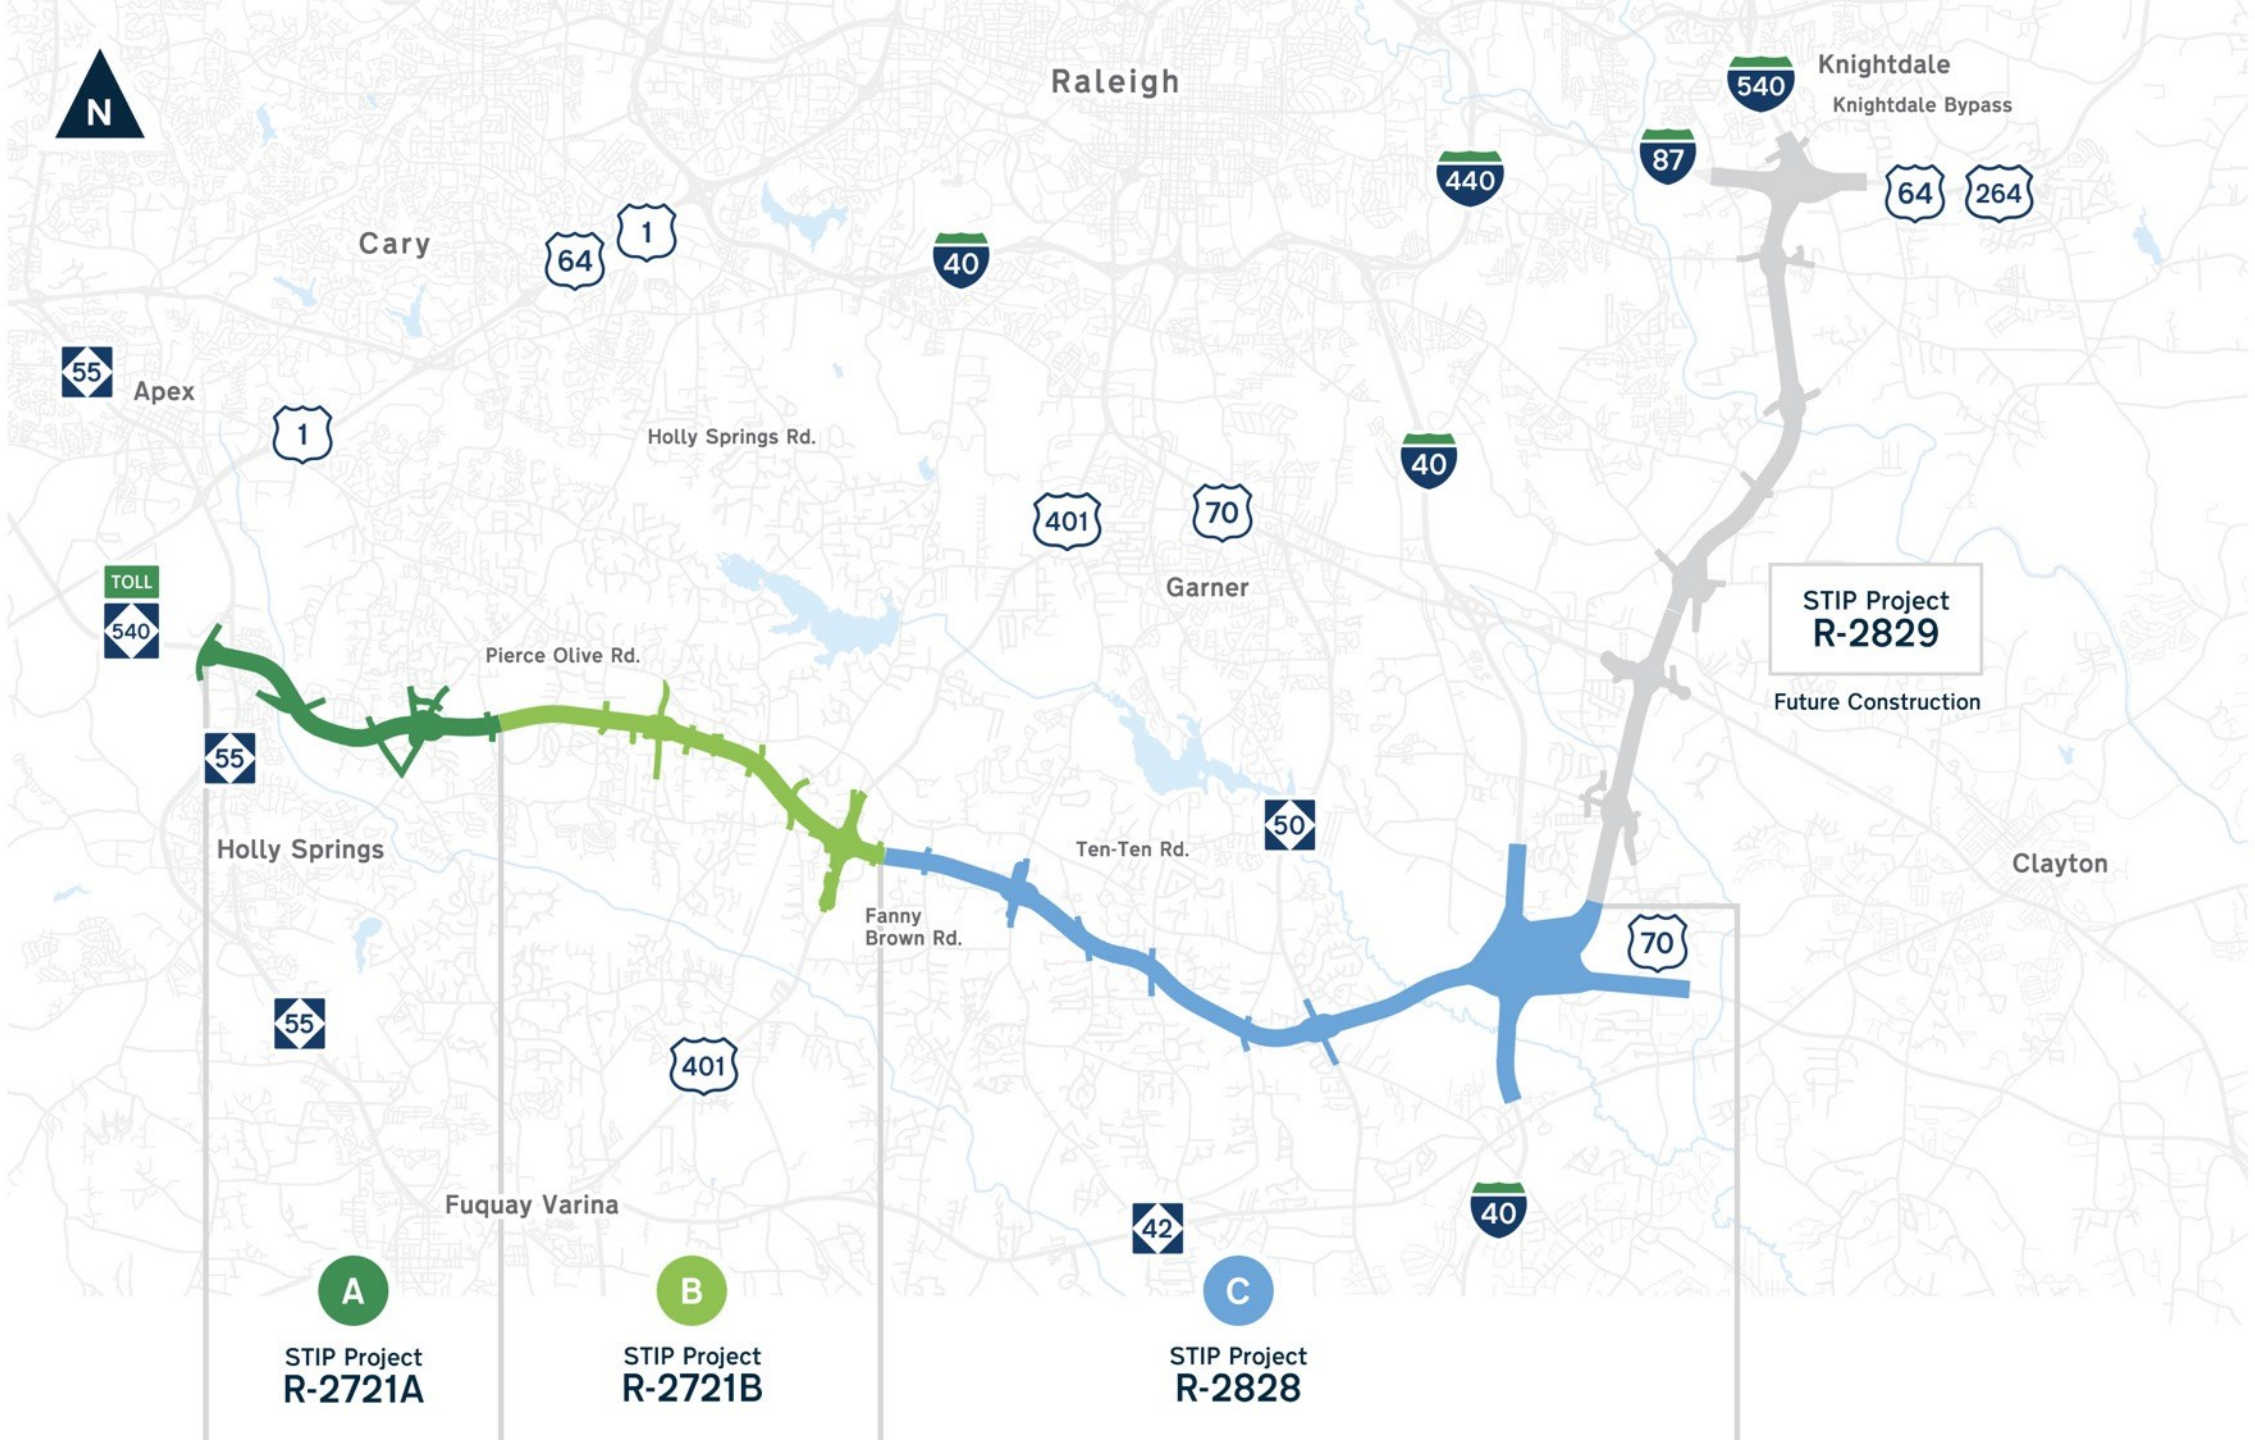 N
Raleigh
540
Knightdale
Knightdale Bypass
87
440
64
264
1
Cary
64
40
55
Apex
1
Holly Springs Rd.
40
401
70
TOLL
540
Garner
STIP Project
R-2829
Future Construction
Pierce Olive Rd.
55
Holly Springs
50
Ten-Ten Rd.
Clayton
Fanny
Brown Rd.
70
55
401
Fuquay Varina
42
40
A
STIP Project
R-2721A
B
STIP Project
R-2721B
C
STIP Project
R-2828